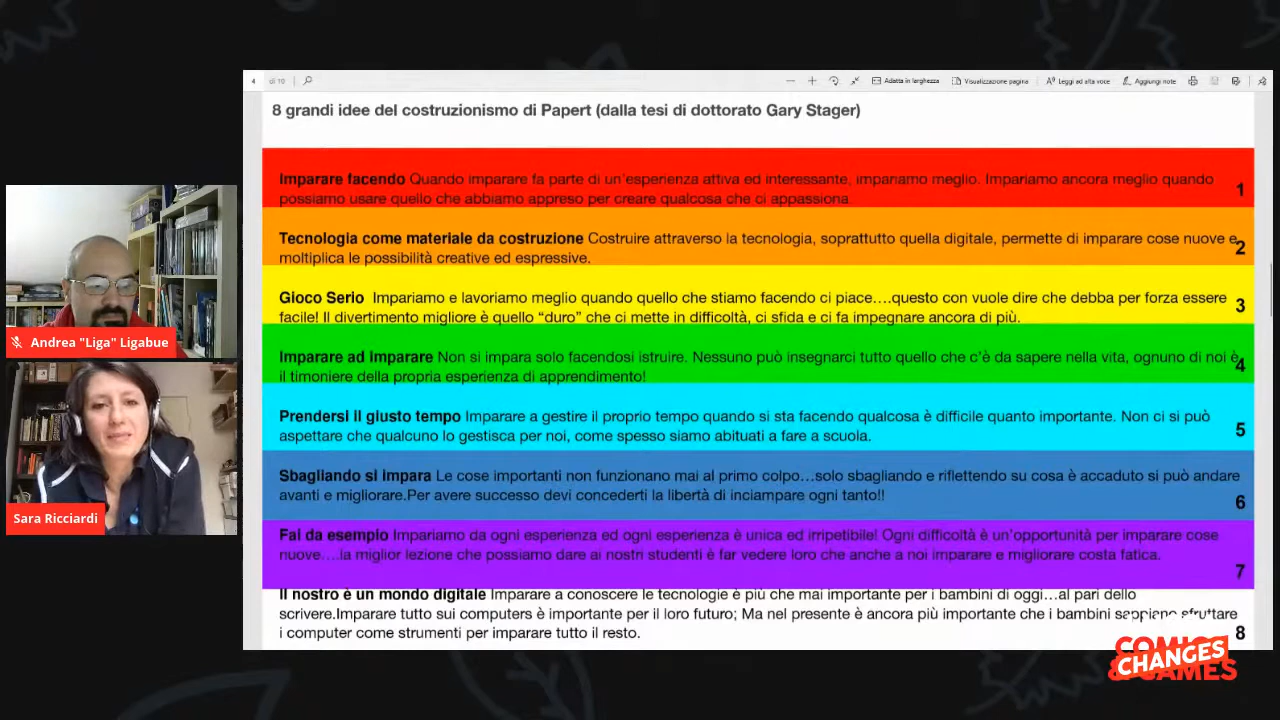 4 di 10 Adatta in larghezza Visualizzazione pagina Leggi ad alta voce Aggiungi note
8 grandi idee del costruzionismo di Papert (dalla tesi di dottorato Gary Stager)
Imparare facendo Quando imparare fa parte di un'esperienza attiva ed interessante, impariamo meglio. Impariamo ancora meglio quando
possiamo usare quello che abbiamo appreso per creare qualcosa che ci appassiona.
1
Tecnologia come materiale da costruzione Costruire attraverso la tecnologia, soprattutto quella digitale, permette di imparare cose nuove e
moltiplica le possibilità creative ed espressive.
2
Gioco Serio Impariamo e lavoriamo meglio quando quello che stiamo facendo ci piace....questo con vuole dire che debba per forza essere
facile! Il divertimento migliore è quello “duro” che ci mette in difficoltà, ci sfida e ci fa impegnare ancora di più.
3
Imparare ad imparare Non si impara solo facendosi istruire. Nessuno può insegnarci tutto quello che c'è da sapere nella vita, ognuno di noi è
il timoniere della propria esperienza di apprendimento!
4
Prendersi il giusto tempo Imparare a gestire il proprio tempo quando si sta facendo qualcosa è difficile quanto importante. Non ci si può
aspettare che qualcuno lo gestisca per noi, come spesso siamo abituati a fare a scuola.
5
Sbagliando si impara Le cose importanti non funzionano mai al primo colpo...solo sbagliando e riflettendo su cosa è accaduto si può andare
avanti e migliorare.Per avere successo devi concederti la libertà di inciampare ogni tanto!!
6
Fai da esempio Impariamo da ogni esperienza ed ogni esperienza è unica ed irripetibile! Ogni difficoltà è un'opportunità per imparare cose
nuove....la miglior lezione che possiamo dare ai nostri studenti è far vedere loro che anche a noi imparare e migliorare costa fatica.
7
Il nostro è un mondo digitale Imparare a conoscere le tecnologie è più che mai importante per i bambini di oggi...al pari dello
scrivere.Imparare tutto sui computers è importante per il loro futuro; Ma nel presente è ancora più importante che i bambini sappiano sfruttare
i computer come strumenti per imparare tutto il resto.
8
Andrea "Liga" Ligabue
Sara Ricciardi
COMICS
CHANGES
& GAMES